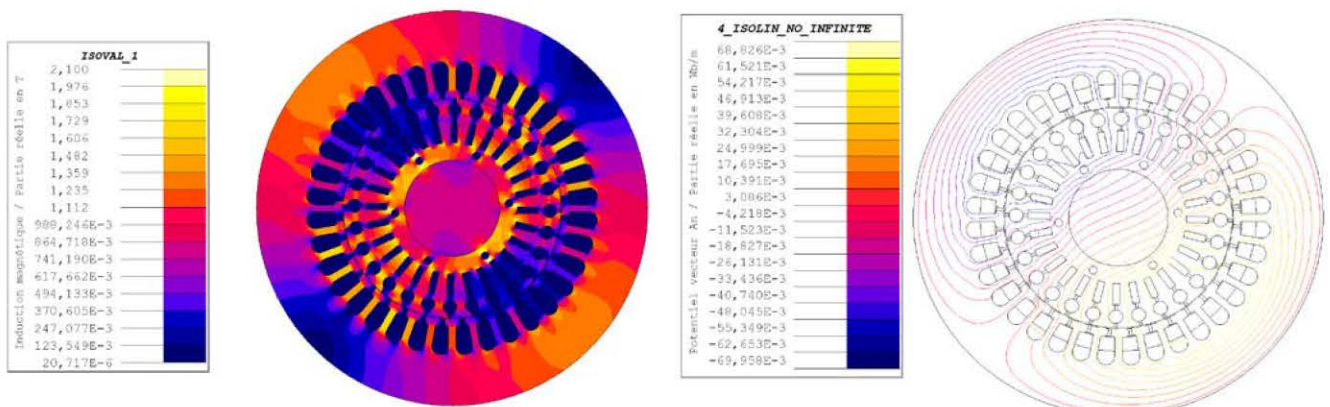 ISOVAL_1
Induction magnétique / Partie réelle en T
2,100
1,976
1,853
1,729
1,606
1,482
1,359
1,235
1,112
988,246E-3
864,718E-3
741,190E-3
617,662E-3
494,133E-3
370,605E-3
247,077E-3
123,549E-3
20,717E-6
4_ISOLIN_NO_INFINITE
Potentiel vecteur An / Partie réelle en Wb/m
68,826E-3
61,521E-3
54,217E-3
46,913E-3
39,608E-3
32,304E-3
24,999E-3
17,695E-3
10,391E-3
3,086E-3
-4,218E-3
-11,523E-3
-18,827E-3
-26,131E-3
-33,436E-3
-40,740E-3
-48,045E-3
-55,349E-3
-62,653E-3
-69,958E-3